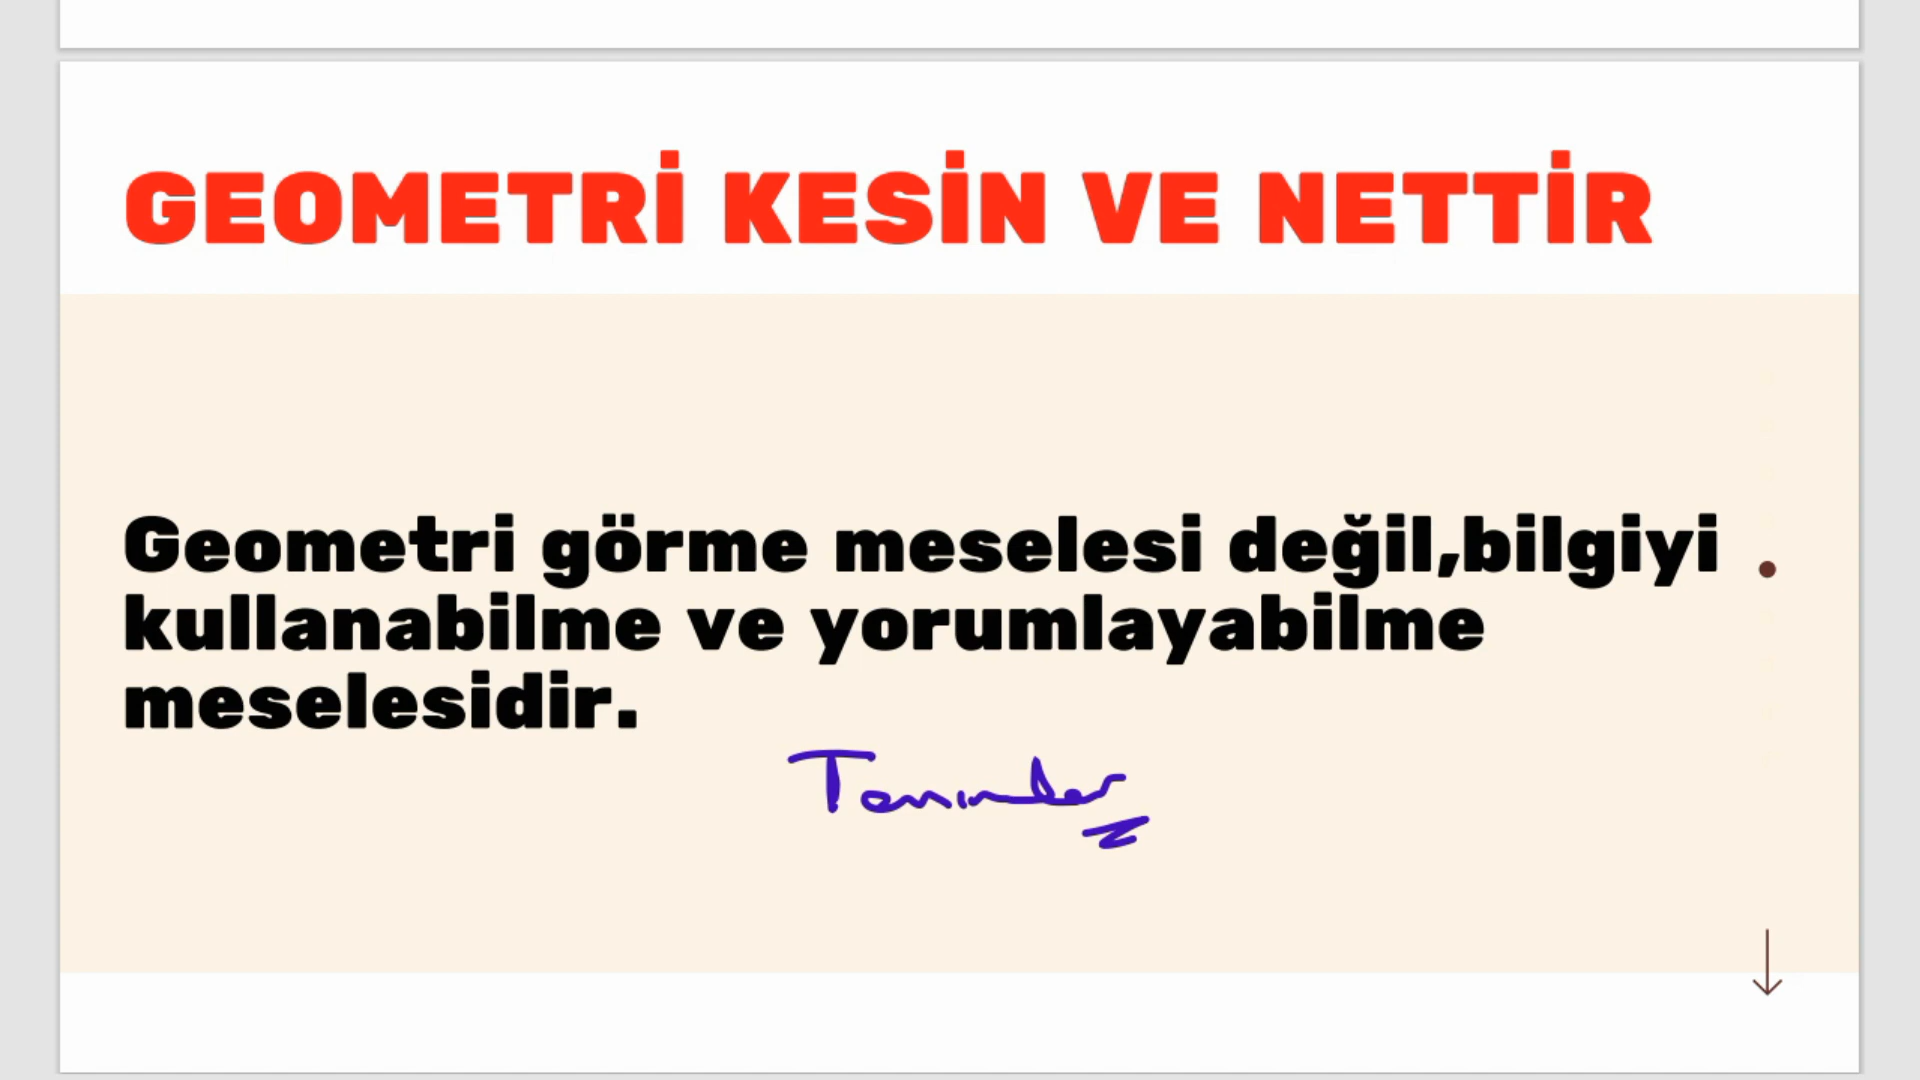 GEOMETRİ KESİN VE NETTİR
Geometri görme meselesi değil,bilgiyi
kullanabilme ve yorumlayabilme
meselesidir.
Tanımlar